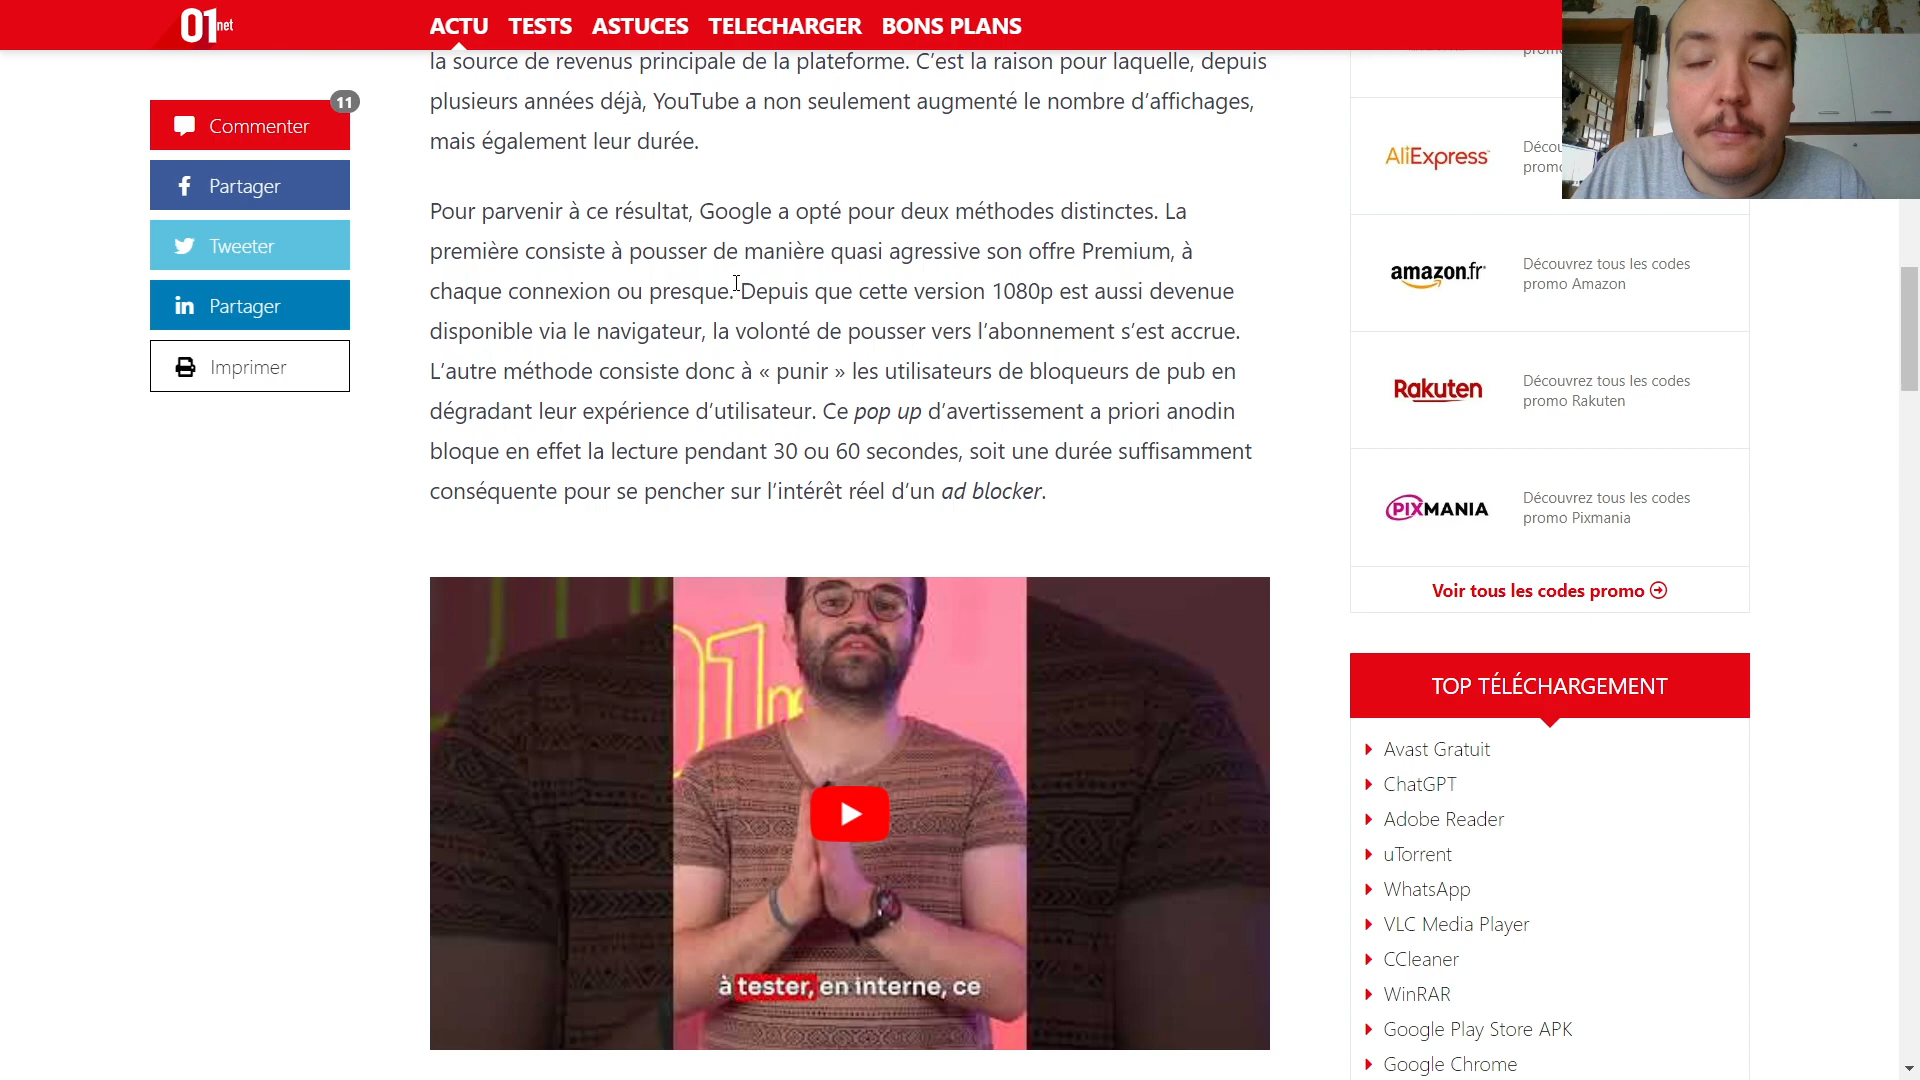 01net
ACTU TESTS ASTUCES TELECHARGER BONS PLANS
11
Commenter
Partager
Tweeter
Partager
Imprimer
la source de revenus principale de la plateforme. C’est la raison pour laquelle, depuis
plusieurs années déjà, YouTube a non seulement augmenté le nombre d’affichages,
mais également leur durée.
Pour parvenir à ce résultat, Google a opté pour deux méthodes distinctes. La
première consiste à pousser de manière quasi agressive son offre Premium, à
chaque connexion ou presque. Depuis que cette version 1080p est aussi devenue
disponible via le navigateur, la volonté de pousser vers l’abonnement s’est accrue.
L’autre méthode consiste donc à « punir » les utilisateurs de bloqueurs de pub en
dégradant leur expérience d’utilisateur. Ce pop up d’avertissement a priori anodin
bloque en effet la lecture pendant 30 ou 60 secondes, soit une durée suffisamment
conséquente pour se pencher sur l’intérêt réel d’un ad blocker.
à tester, en interne, ce
AliExpress
amazon.fr
Découvrez tous les codes
promo Amazon
Rakuten
Découvrez tous les codes
promo Rakuten
PIXMANIA
Découvrez tous les codes
promo Pixmania
Voir tous les codes promo
TOP TÉLÉCHARGEMENT
Avast Gratuit
ChatGPT
Adobe Reader
uTorrent
WhatsApp
VLC Media Player
CCleaner
WinRAR
Google Play Store APK
Google Chrome